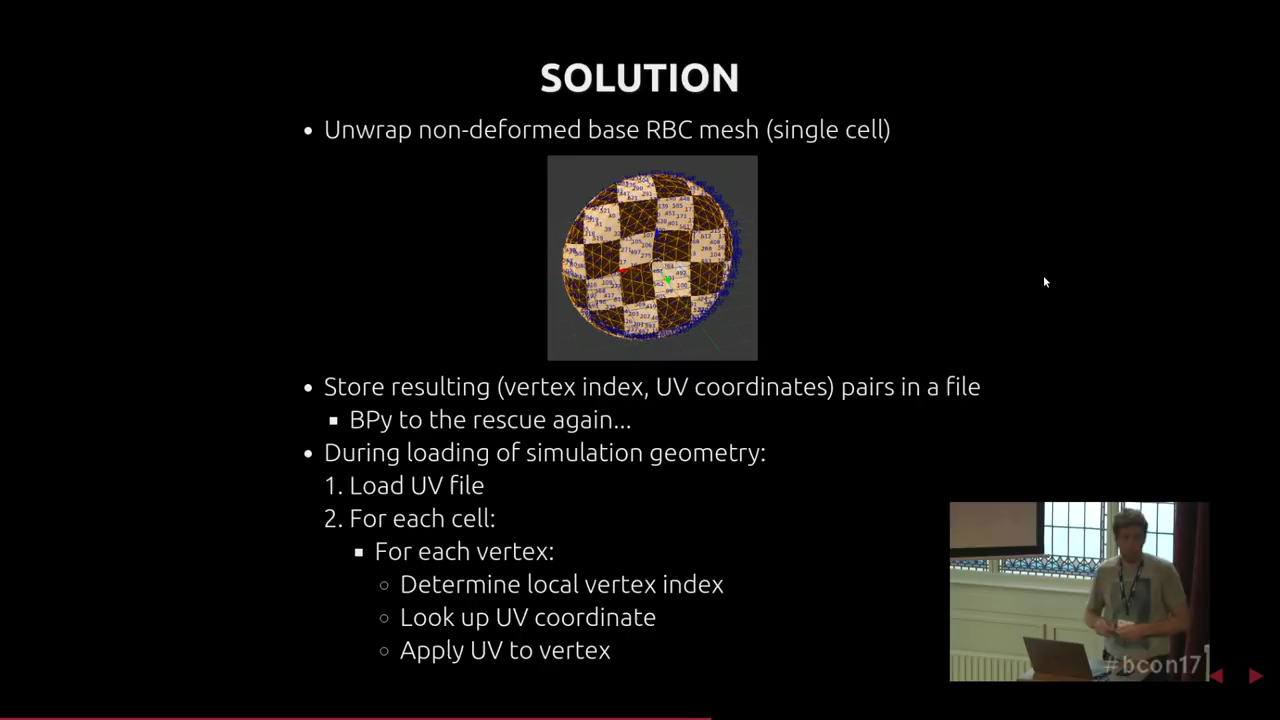 SOLUTION
• Unwrap non-deformed base RBC mesh (single cell)
• Store resulting (vertex index, UV coordinates) pairs in a file
▪ BPy to the rescue again...
• During loading of simulation geometry:
1. Load UV file
2. For each cell:
▪ For each vertex:
○ Determine local vertex index
○ Look up UV coordinate
○ Apply UV to vertex
#bcon17